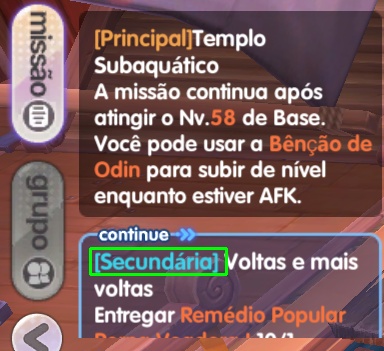 missão
grupo
[Principal]Templo
Subaquático
A missão continua após
atingir o Nv.58 de Base.
Você pode usar a Bênção de
Odin para subir de nível
enquanto estiver AFK.
continue
[Secundária] Voltas e mais
voltas
Entregar Remédio Popular